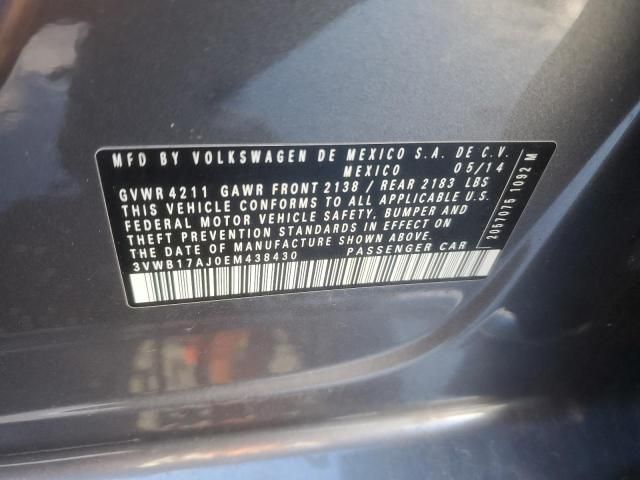 MFD BY VOLKSWAGEN DE MEXICO S.A. DE C.V.
MEXICO 05/14
GVWR 4211 GAWR FRONT 2138 / REAR 2183 LBS
THIS VEHICLE CONFORMS TO ALL APPLICABLE U.S.
FEDERAL MOTOR VEHICLE SAFETY, BUMPER AND
THEFT PREVENTION STANDARDS IN EFFECT ON
THE DATE OF MANUFACTURE SHOWN ABOVE.
3VWB17AJ0EM438430 PASSENGER CAR
2057075 1092 M